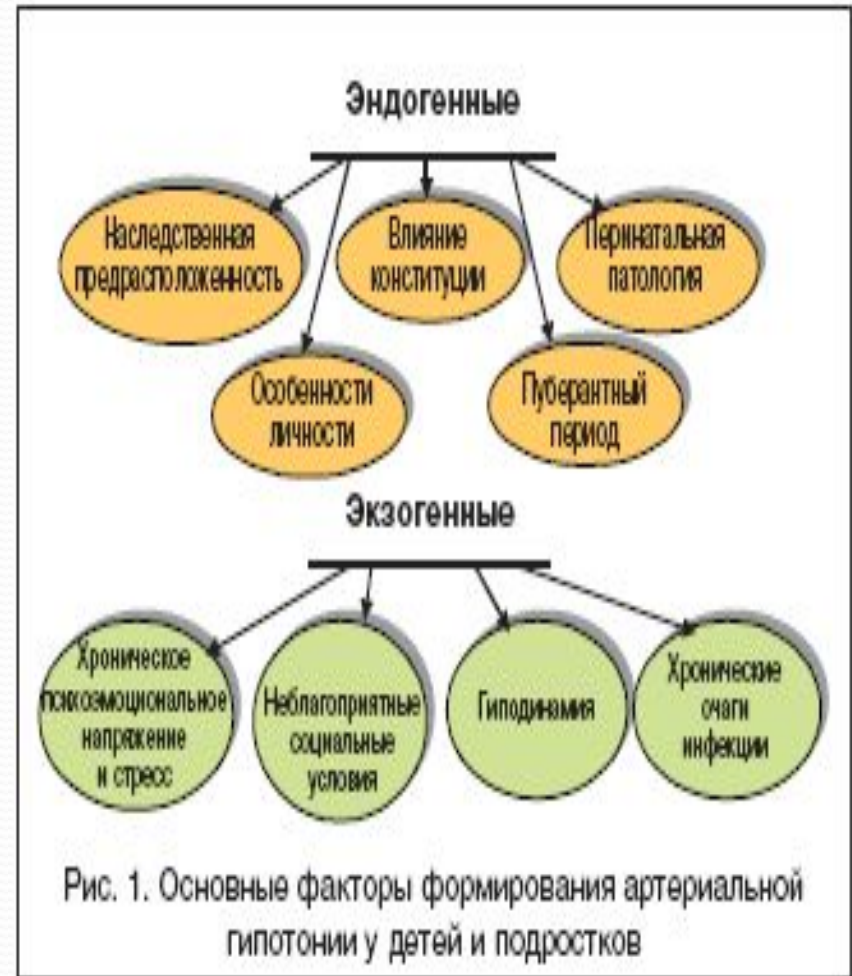 Эндогенные
Наследственная
предрасположенность
Влияние
конституции
Перинатальная
патология
Особенности
личности
Пуберантный
период
Экзогенные
Хроническое
психоэмоциональное
напряжение
и стресс
Неблагоприятные
социальные
условия
Гиподинамия
Хронические
очаги
инфекции
Рис. 1. Основные факторы формирования артериальной
гипотонии у детей и подростков